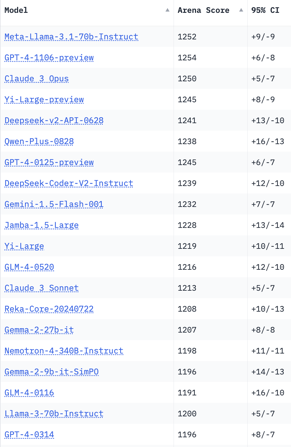 Model ▲ Arena Score ▲ 95% CI
Meta-Llama-3.1-70b-Instruct 1252 +9/-9
GPT-4-1106-preview 1254 +6/-8
Claude 3 Opus 1250 +5/-7
Yi-Large-preview 1245 +8/-9
Deepseek-v2-API-0628 1241 +13/-10
Qwen-Plus-0828 1238 +16/-13
GPT-4-0125-preview 1245 +6/-7
DeepSeek-Coder-V2-Instruct 1239 +12/-10
Gemini-1.5-Flash-001 1232 +7/-7
Jamba-1.5-Large 1228 +13/-14
Yi-Large 1219 +10/-11
GLM-4-0520 1216 +12/-10
Claude 3 Sonnet 1213 +5/-7
Reka-Core-20240722 1208 +10/-13
Gemma-2-27b-it 1207 +8/-8
Nemotron-4-340B-Instruct 1198 +11/-11
Gemma-2-9b-it-SimPO 1196 +14/-13
GLM-4-0116 1191 +16/-10
Llama-3-70b-Instruct 1200 +5/-7
GPT-4-0314 1196 +8/-7